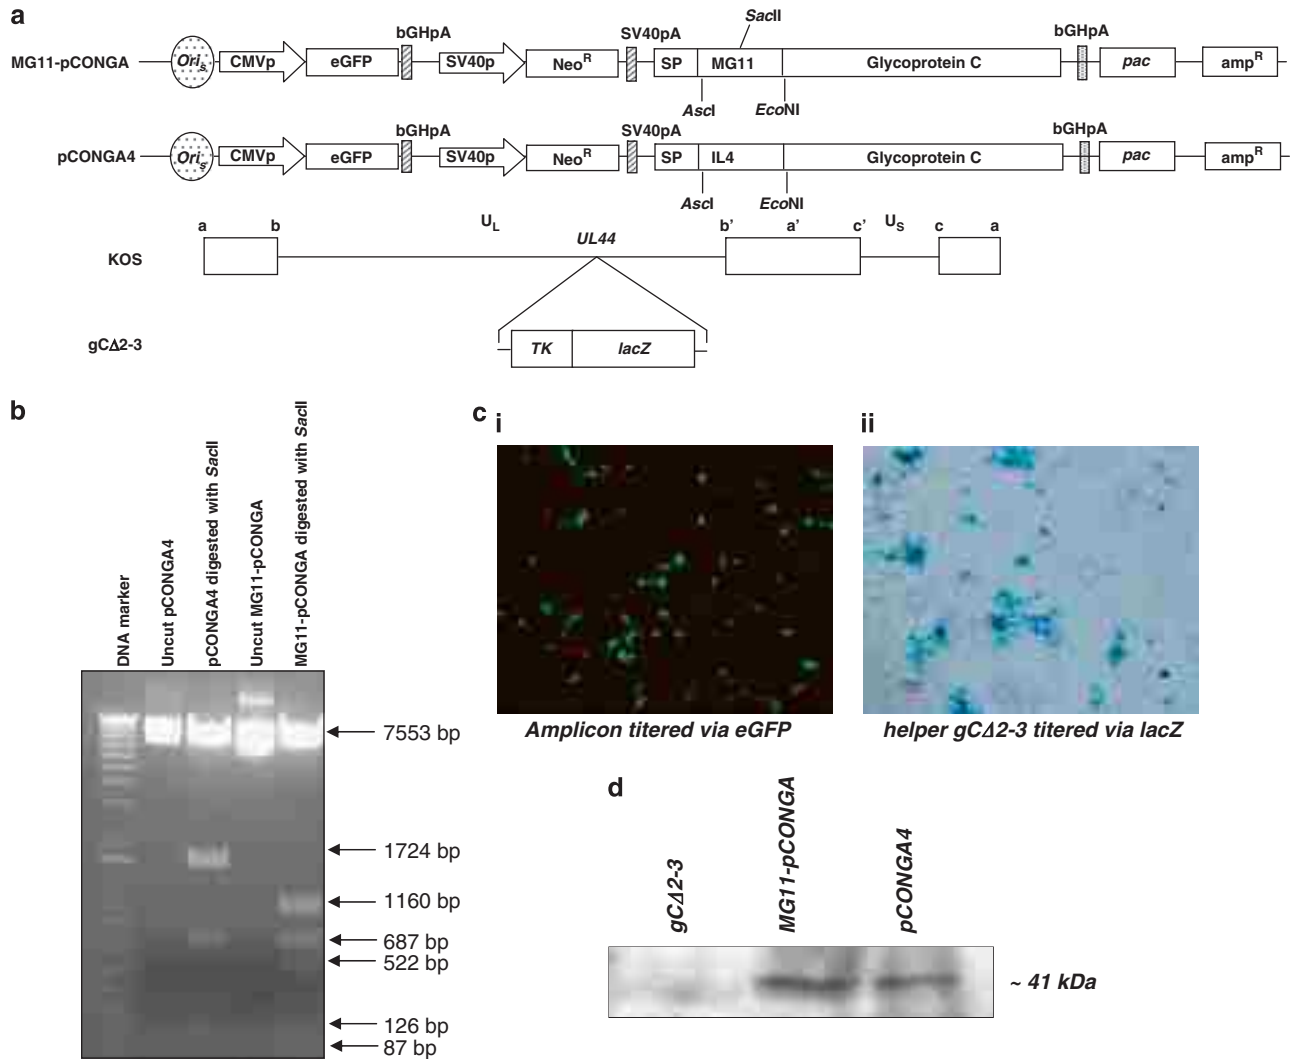 a
SacII
bGHpA
SV40pA
bGHpA
MG11-pCONGA
OriS
CMVp
eGFP
SV40p
NeoR
SP
MG11
Glycoprotein C
pac
ampR
AscI
EcoNI
bGHpA
SV40pA
bGHpA
pCONGA4
OriS
CMVp
eGFP
SV40p
NeoR
SP
IL4
Glycoprotein C
pac
ampR
AscI
EcoNI
a
b
UL
UL44
b’
a’
c’
US
c
a
KOS
gCΔ2-3
TK
lacZ
b
DNA marker
Uncut pCONGA4
pCONGA4 digested with SacII
Uncut MG11-pCONGA
MG11-pCONGA digested with SacII
7553 bp
1724 bp
1160 bp
687 bp
522 bp
126 bp
87 bp
c
i
ii
Amplicon titered via eGFP
helper gCΔ2-3 titered via lacZ
d
gCΔ2-3
MG11-pCONGA
pCONGA4
~ 41 kDa